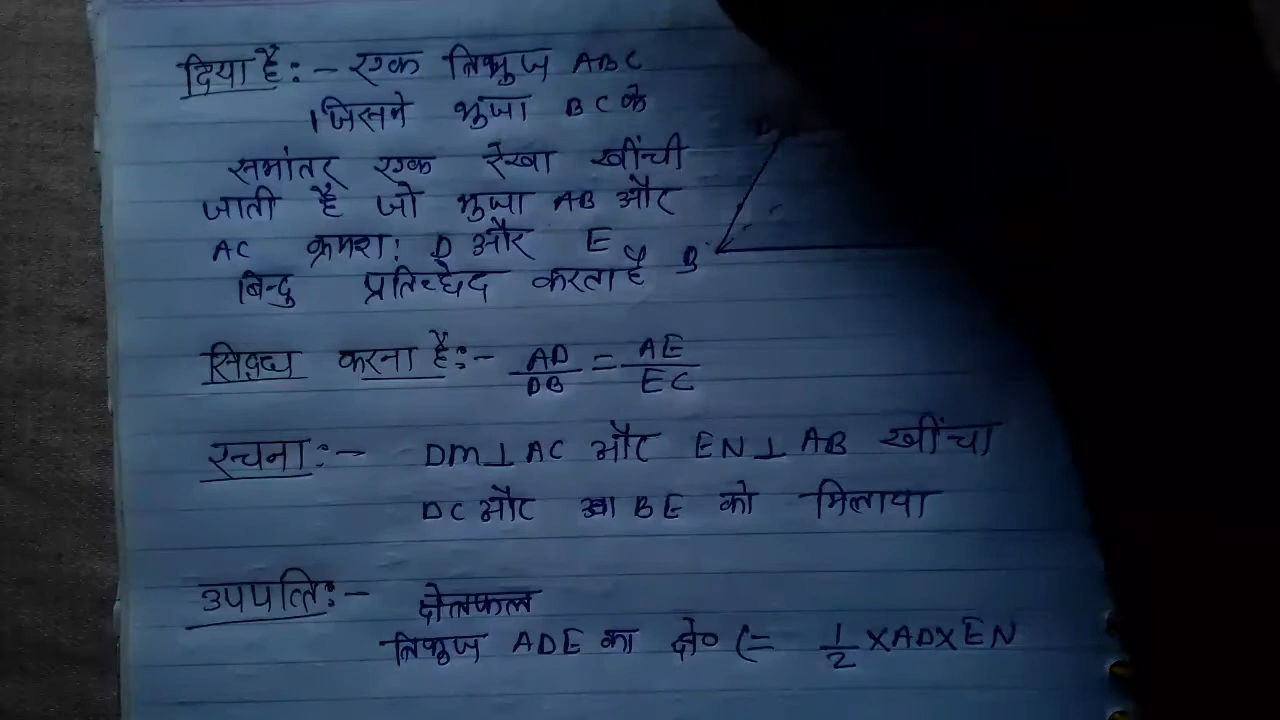 दिया है:- एक त्रिभुज ABC
जिसमे भुजा BC के
समांतर एक रेखा खींची
जाती है जो भुजा AB और
AC क्रमश: D और E
बिन्दु प्रतिच्छेद करता है
B
सिद्ध करना है:- AD/DB = AE/EC
रचना:- DM⊥AC और EN⊥AB खींचा
DC और BE को मिलाया
उपपत्ति:- क्षेत्रफल
त्रिभुज ADE का क्षे० (= 1/2 ×AD×EN